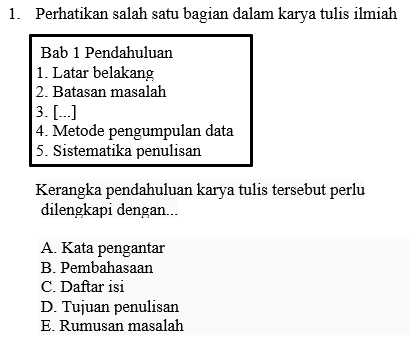 1. Perhatikan salah satu bagian dalam karya tulis ilmiah
Bab 1 Pendahuluan
1. Latar belakang
2. Batasan masalah
3. [...]
4. Metode pengumpulan data
5. Sistematika penulisan
Kerangka pendahuluan karya tulis tersebut perlu
dilengkapi dengan...
A. Kata pengantar
B. Pembahasaan
C. Daftar isi
D. Tujuan penulisan
E. Rumusan masalah